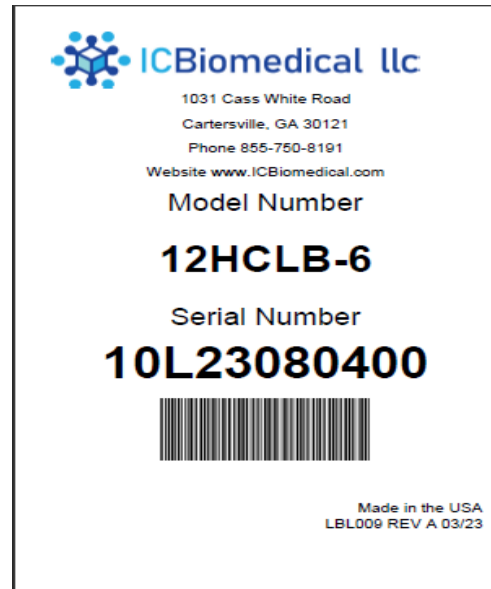 ICBiomedical llc
1031 Cass White Road
Cartersville, GA 30121
Phone 855-750-8191
Website www.ICBiomedical.com
Model Number
12HCLB-6
Serial Number
10L23080400
Made in the USA
LBL009 REV A 03/23